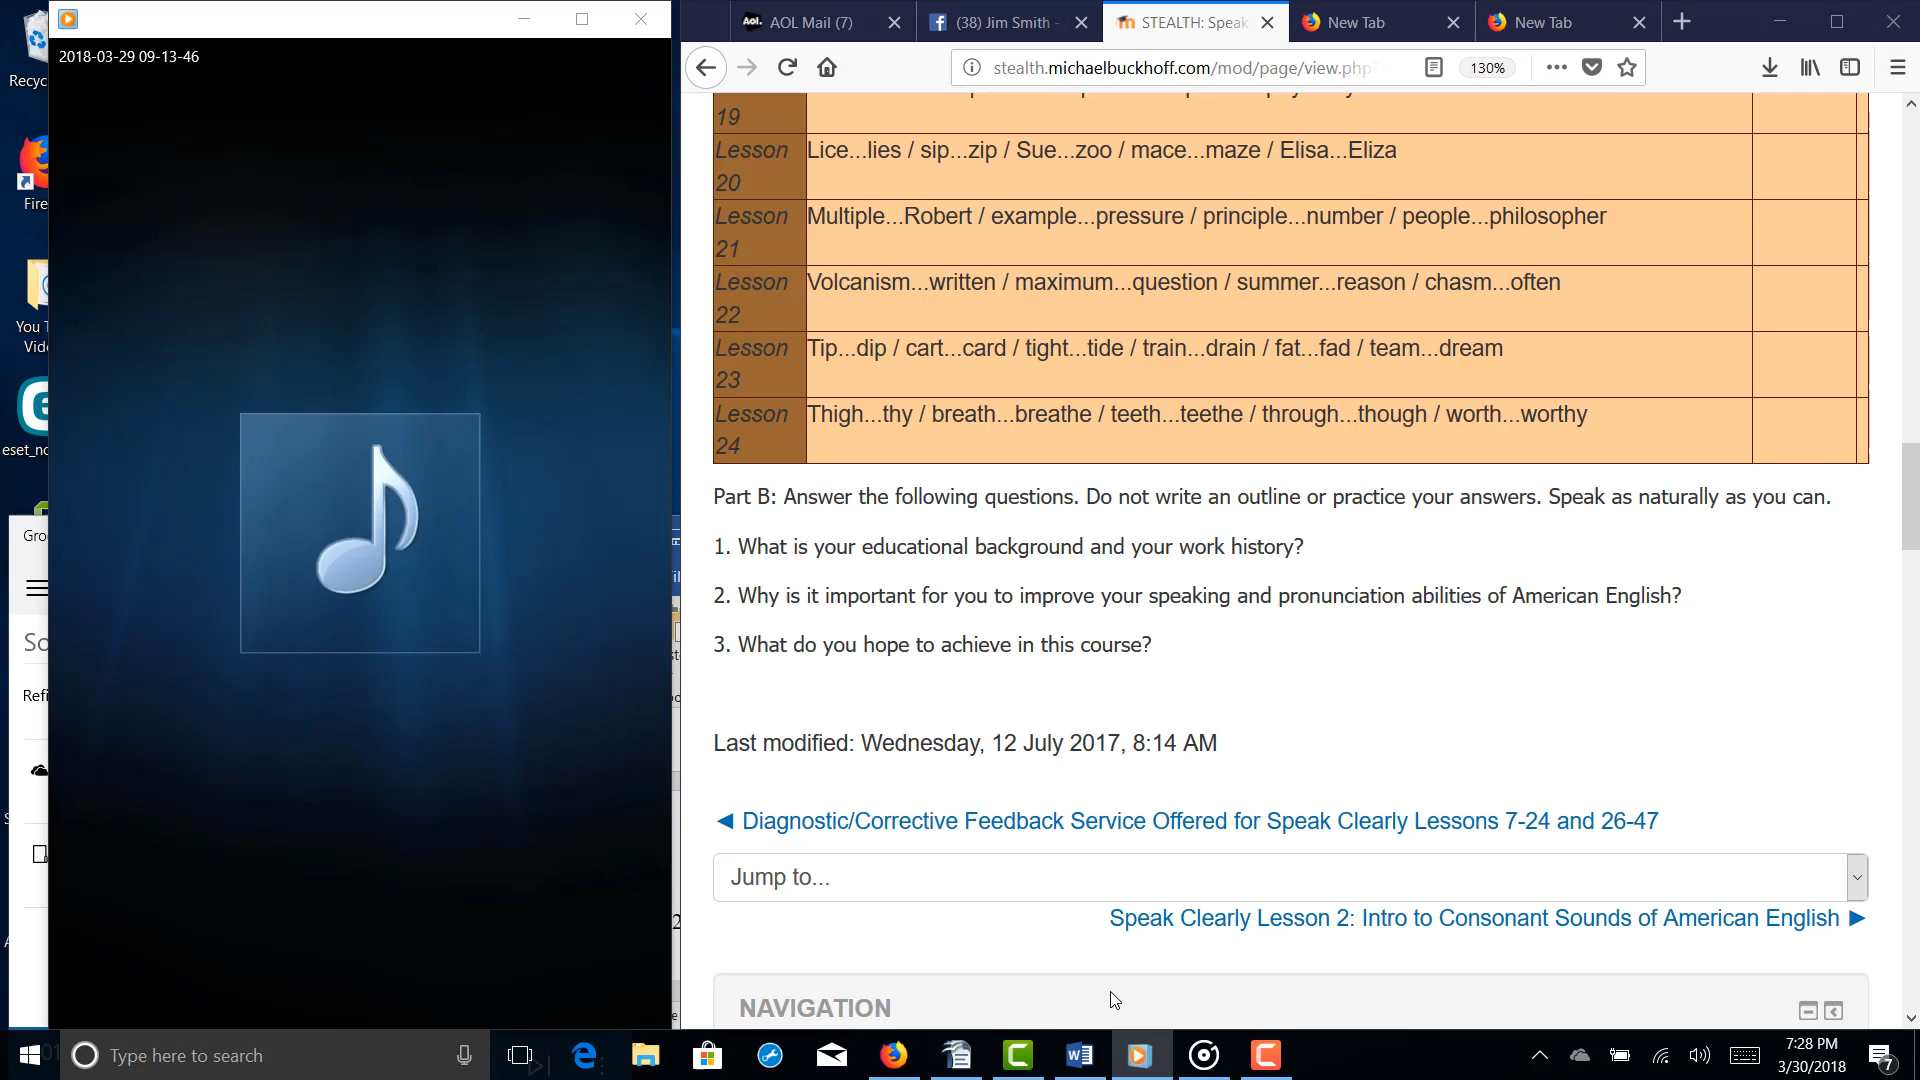 2018-03-29 09-13-46
Recyc
Fire
You T
Vide
eset_no
Gro
So
Refi
AOL Mail (7)
(38) Jim Smith -
STEALTH: Speak
New Tab
New Tab
stealth.michaelbuckhoff.com/mod/page/view.php?
130%
19
Lesson 20
Lice...lies / sip...zip / Sue...zoo / mace...maze / Elisa...Eliza
Lesson 21
Multiple...Robert / example...pressure / principle...number / people...philosopher
Lesson 22
Volcanism...written / maximum...question / summer...reason / chasm...often
Lesson 23
Tip...dip / cart...card / tight...tide / train...drain / fat...fad / team...dream
Lesson 24
Thigh...thy / breath...breathe / teeth...teethe / through...though / worth...worthy
Part B: Answer the following questions. Do not write an outline or practice your answers. Speak as naturally as you can.
1. What is your educational background and your work history?
2. Why is it important for you to improve your speaking and pronunciation abilities of American English?
3. What do you hope to achieve in this course?
Last modified: Wednesday, 12 July 2017, 8:14 AM
◄ Diagnostic/Corrective Feedback Service Offered for Speak Clearly Lessons 7-24 and 26-47
Jump to...
Speak Clearly Lesson 2: Intro to Consonant Sounds of American English ►
NAVIGATION
Type here to search
7:28 PM
3/30/2018
7